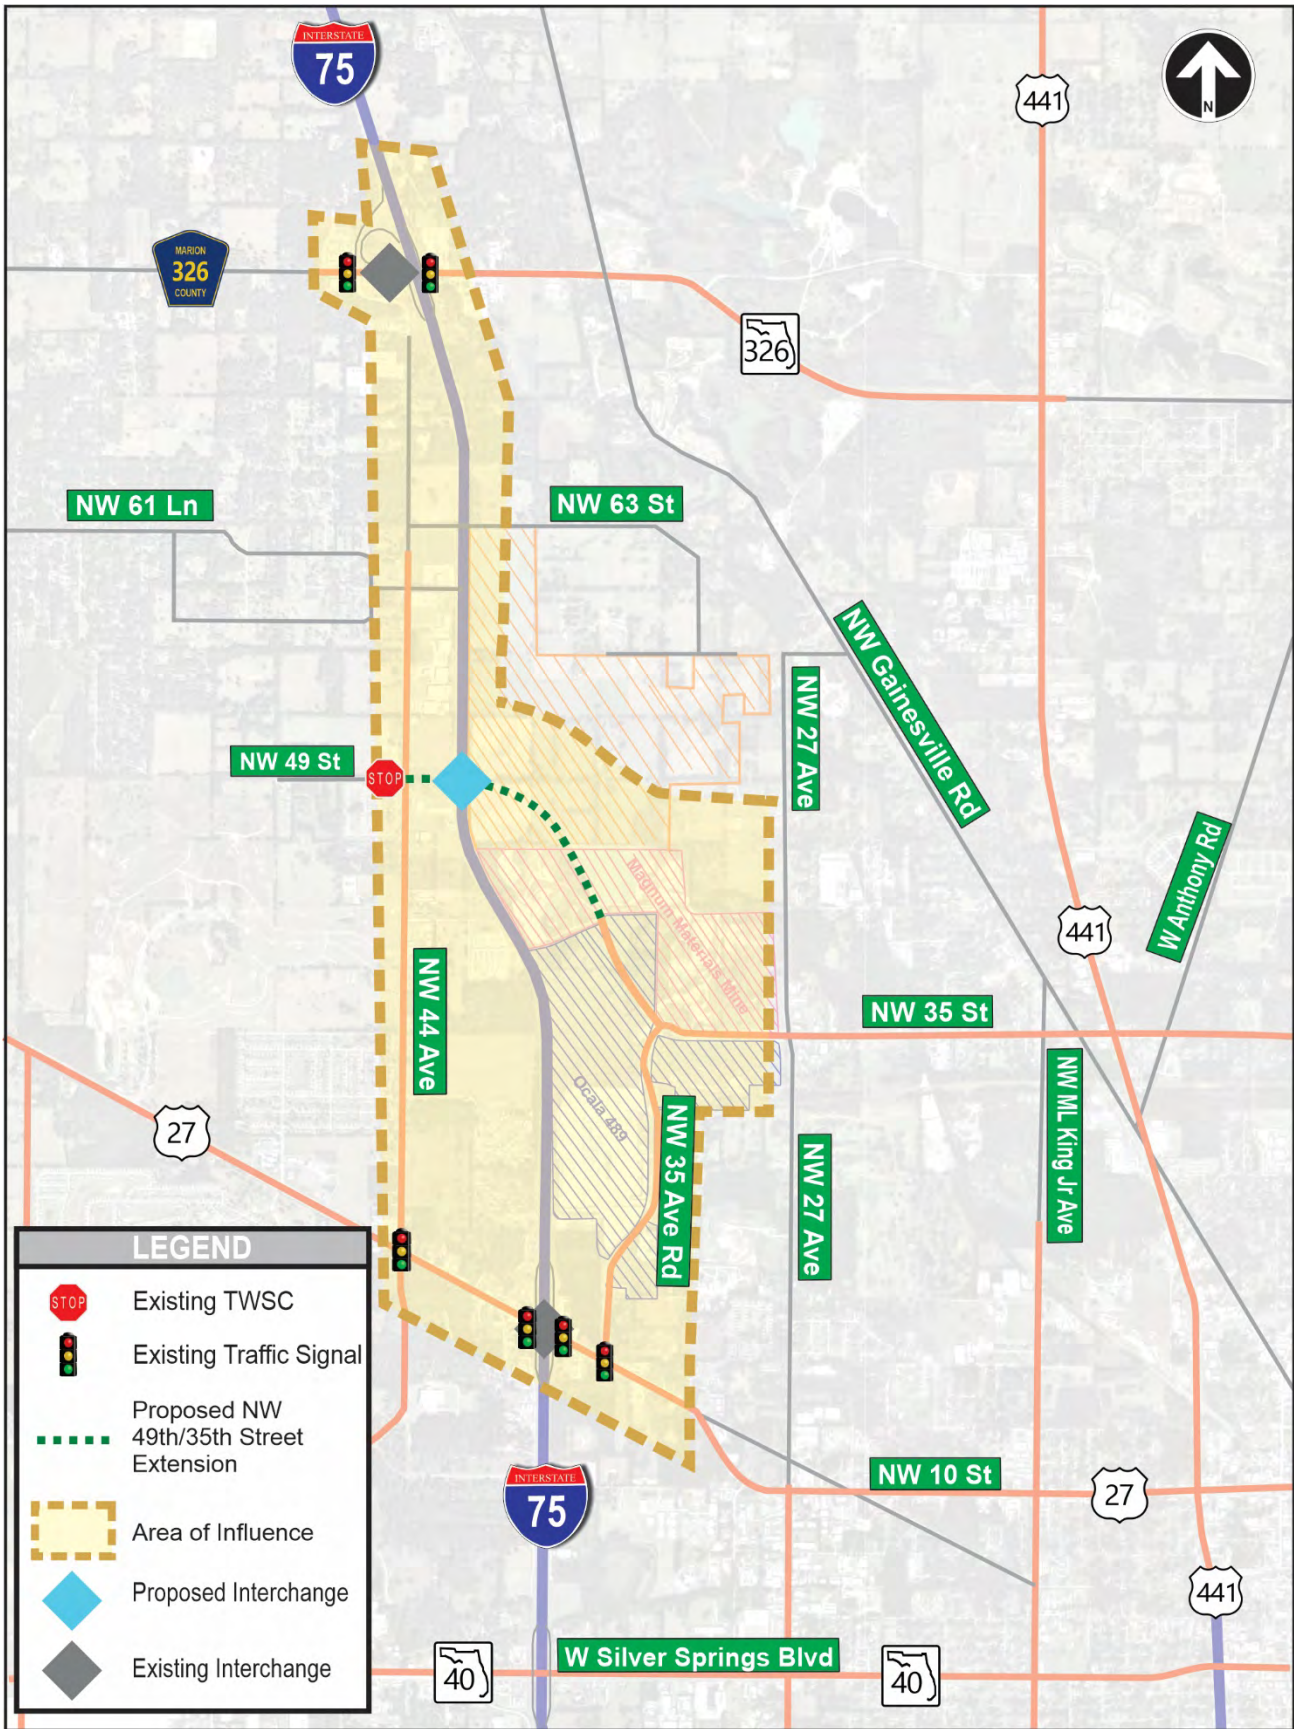 INTERSTATE
75
441
N
MARION
326
COUNTY
326
NW 61 Ln
NW 63 St
NW Gainesville Rd
NW 27 Ave
NW 49 St
STOP
W Anthony Rd
Magnum Materials Mine
441
NW 44 Ave
NW 35 St
NW ML King Jr Ave
Ocala 489
NW 35 Ave Rd
27
NW 27 Ave
LEGEND
STOP
Existing TWSC
Existing Traffic Signal
Proposed NW
49th/35th Street
Extension
Area of Influence
Proposed Interchange
Existing Interchange
INTERSTATE
75
NW 10 St
27
441
40
W Silver Springs Blvd
40